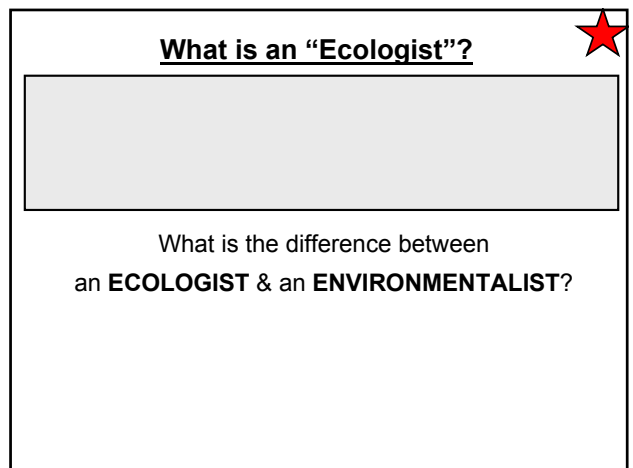 What is an “Ecologist”?
What is the difference between
an ECOLOGIST & an ENVIRONMENTALIST?